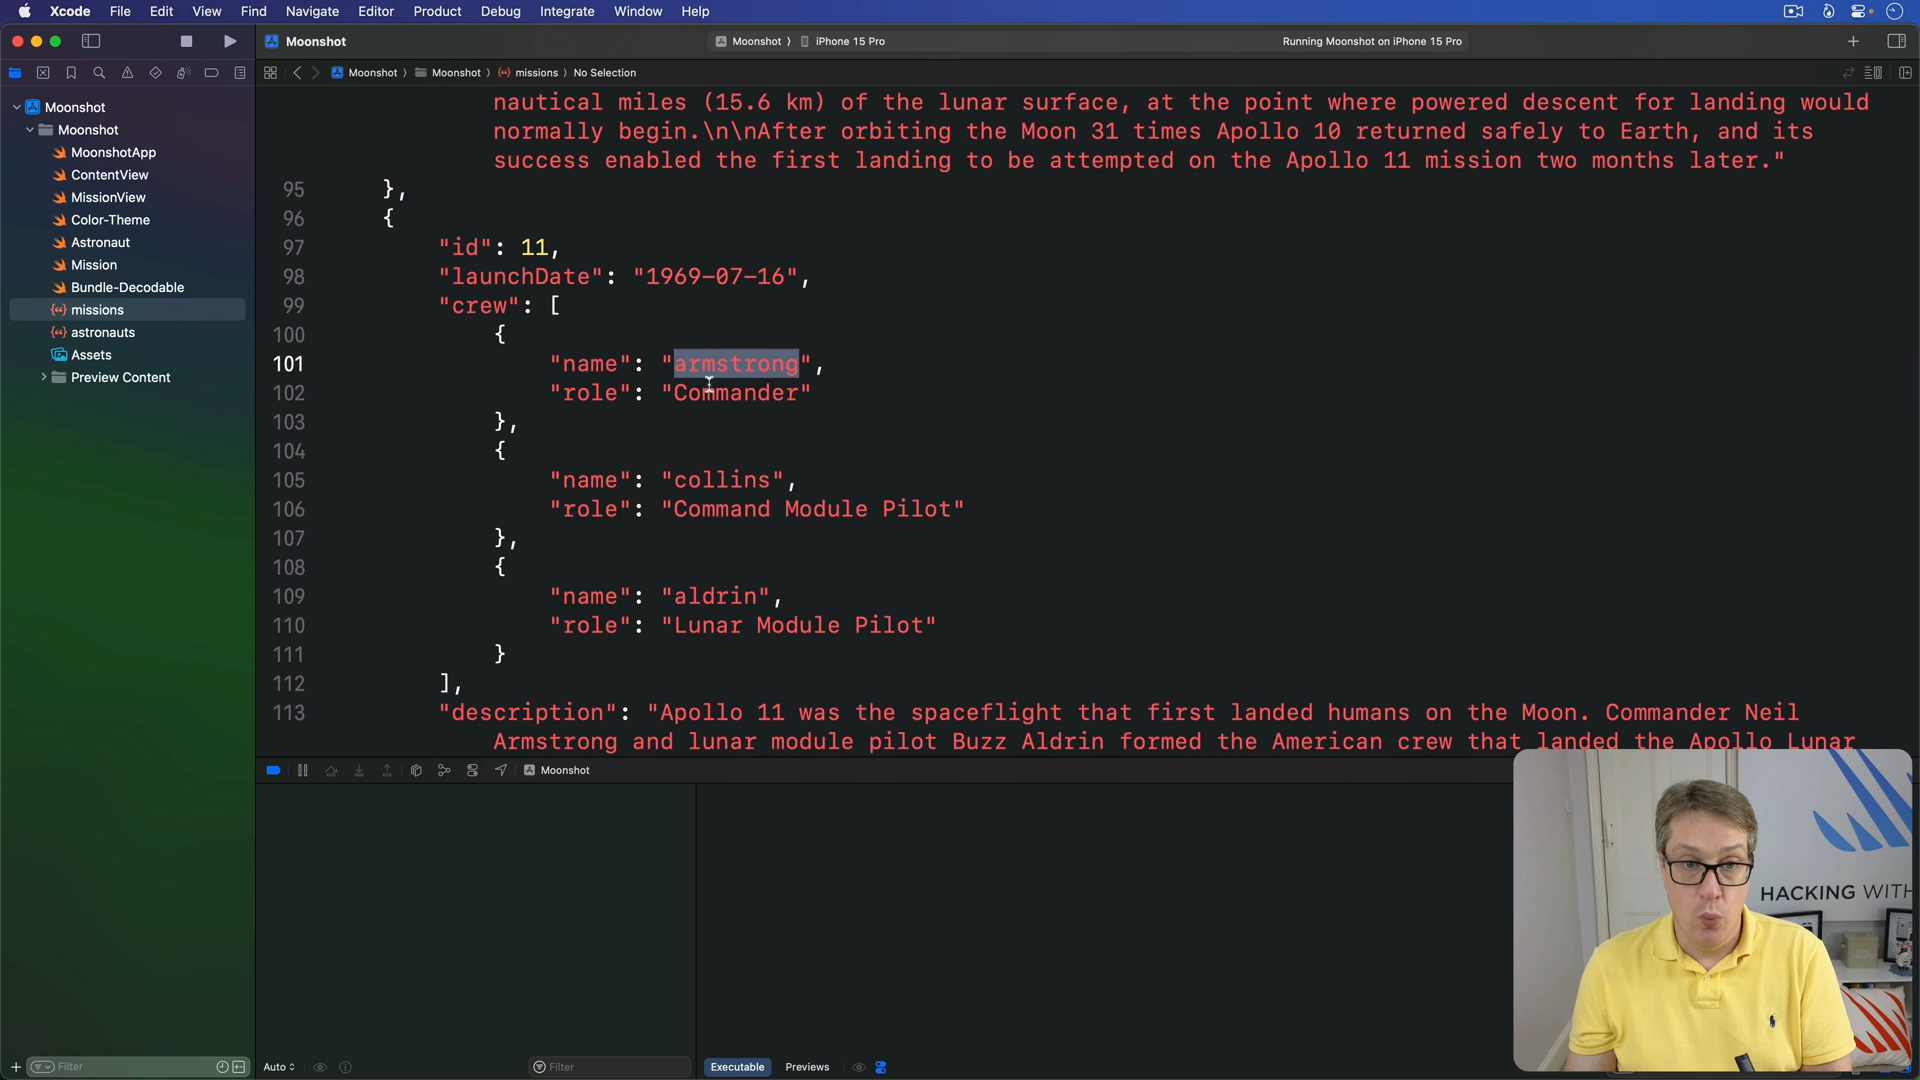 Xcode File Edit View Find Navigate Editor Product Debug Integrate Window Help
Moonshot
Moonshot
iPhone 15 Pro
Running Moonshot on iPhone 15 Pro
Moonshot
Moonshot
missions
No Selection
Moonshot
Moonshot
MoonshotApp
ContentView
MissionView
Color-Theme
Astronaut
Mission
Bundle-Decodable
missions
astronauts
Assets
Preview Content
nautical miles (15.6 km) of the lunar surface, at the point where powered descent for landing would
normally begin.\n\nAfter orbiting the Moon 31 times Apollo 10 returned safely to Earth, and its
success enabled the first landing to be attempted on the Apollo 11 mission two months later."
95 },
96 {
97 "id": 11,
98 "launchDate": "1969-07-16",
99 "crew": [
100 {
101 "name": "armstrong",
102 "role": "Commander"
103 },
104 {
105 "name": "collins",
106 "role": "Command Module Pilot"
107 },
108 {
109 "name": "aldrin",
110 "role": "Lunar Module Pilot"
111 }
112 ],
113 "description": "Apollo 11 was the spaceflight that first landed humans on the Moon. Commander Neil
Armstrong and lunar module pilot Buzz Aldrin formed the American crew that landed the Apollo Lunar
Moonshot
HACKING WITH
Filter
Auto
Filter
Executable
Previews